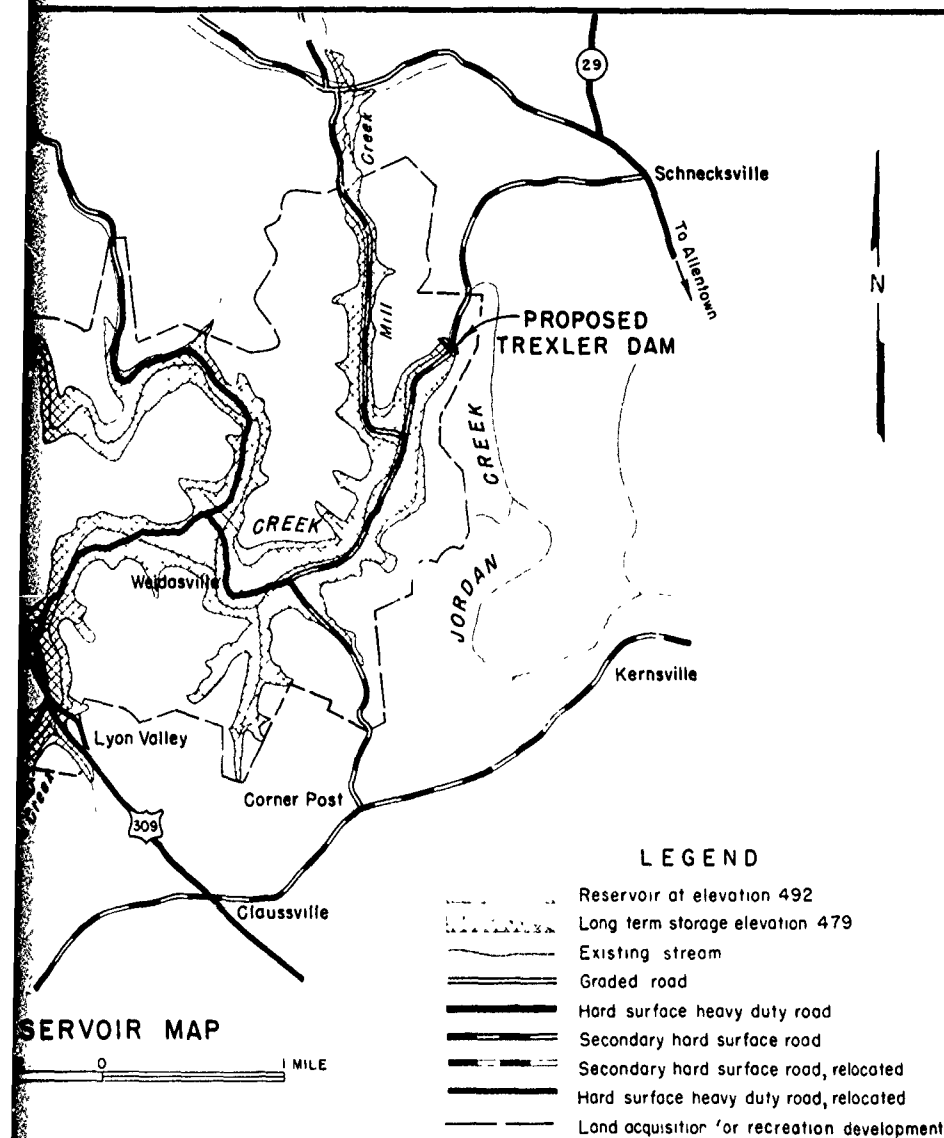 29
Creek
Schnecksville
To Allentown
N
Mill
PROPOSED
TREXLER DAM
CREEK
JORDAN
CREEK
Weidasville
Kernsville
Lyon Valley
Creek
Corner Post
309
Claussville
LEGEND
Reservoir at elevation 492
Long term storage elevation 479
Existing stream
Graded road
Hard surface heavy duty road
Secondary hard surface road
Secondary hard surface road, relocated
Hard surface heavy duty road, relocated
Land acquisition 'or recreation development
SERVOIR MAP
0 1 MILE